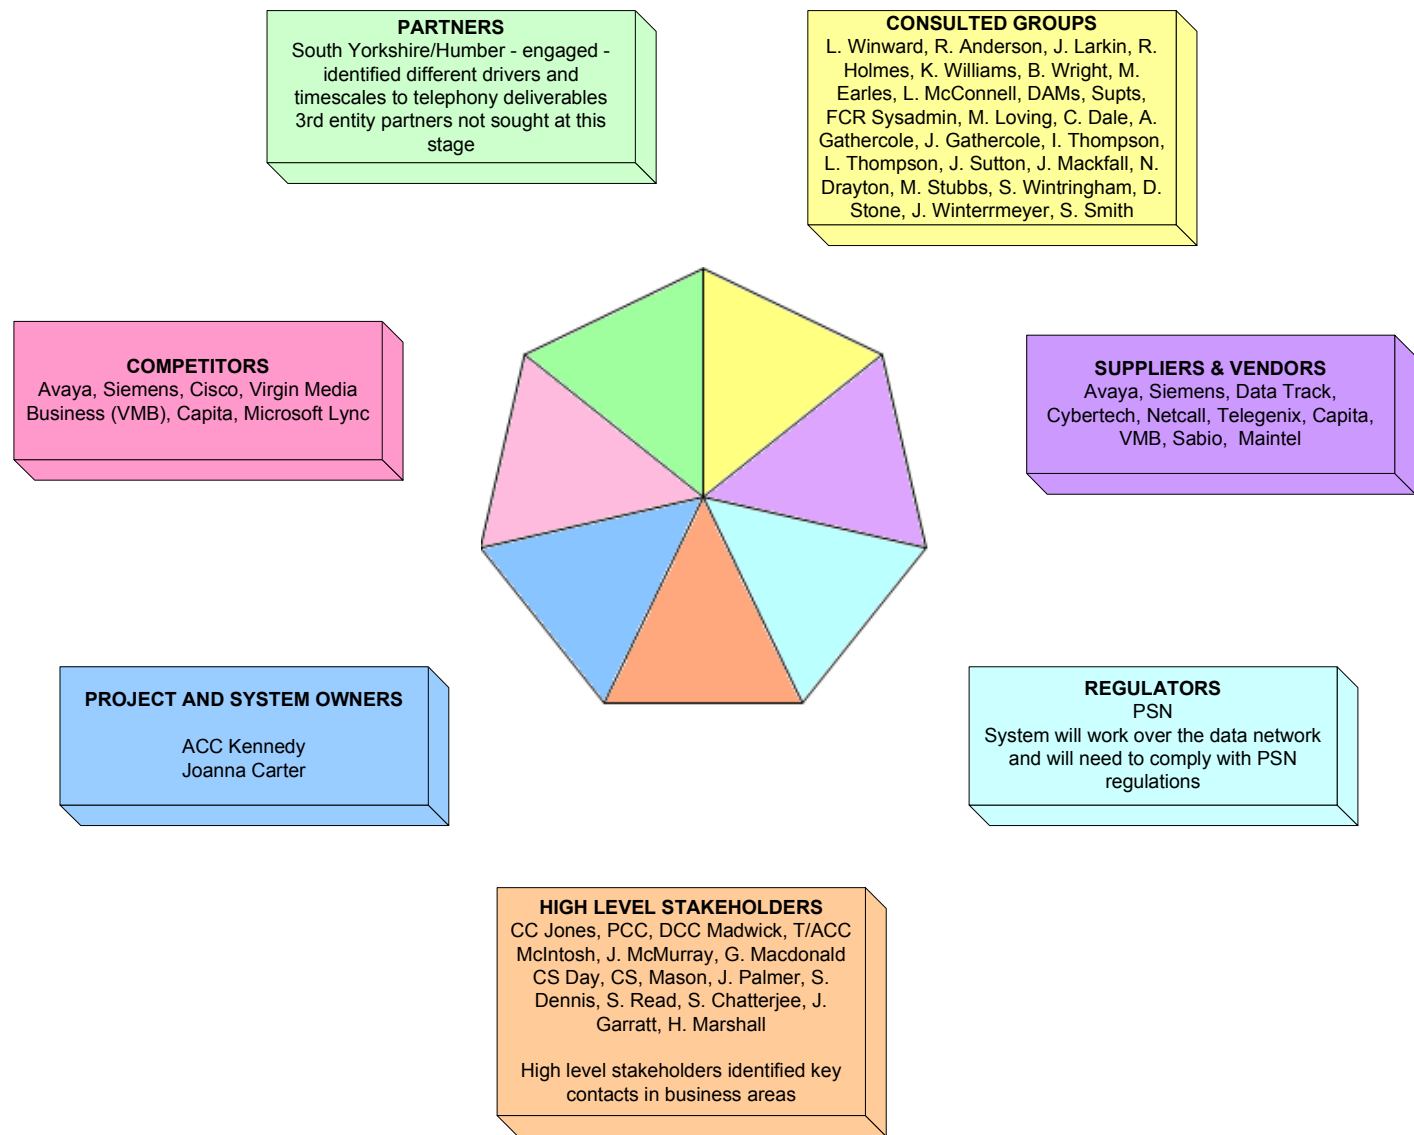 PARTNERS
South Yorkshire/Humber - engaged -
identified different drivers and
timescales to telephony deliverables
3rd entity partners not sought at this
stage
CONSULTED GROUPS
L. Winward, R. Anderson, J. Larkin, R.
Holmes, K. Williams, B. Wright, M.
Earles, L. McConnell, DAMs, Supts,
FCR Sysadmin, M. Loving, C. Dale, A.
Gathercole, J. Gathercole, I. Thompson,
L. Thompson, J. Sutton, J. Mackfall, N.
Drayton, M. Stubbs, S. Wintringham, D.
Stone, J. Winterrmeyer, S. Smith
COMPETITORS
Avaya, Siemens, Cisco, Virgin Media
Business (VMB), Capita, Microsoft Lync
SUPPLIERS & VENDORS
Avaya, Siemens, Data Track,
Cybertech, Netcall, Telegenix, Capita,
VMB, Sabio, Maintel
PROJECT AND SYSTEM OWNERS
ACC Kennedy
Joanna Carter
REGULATORS
PSN
System will work over the data network
and will need to comply with PSN
regulations
HIGH LEVEL STAKEHOLDERS
CC Jones, PCC, DCC Madwick, T/ACC
McIntosh, J. McMurray, G. Macdonald
CS Day, CS, Mason, J. Palmer, S.
Dennis, S. Read, S. Chatterjee, J.
Garratt, H. Marshall
High level stakeholders identified key
contacts in business areas